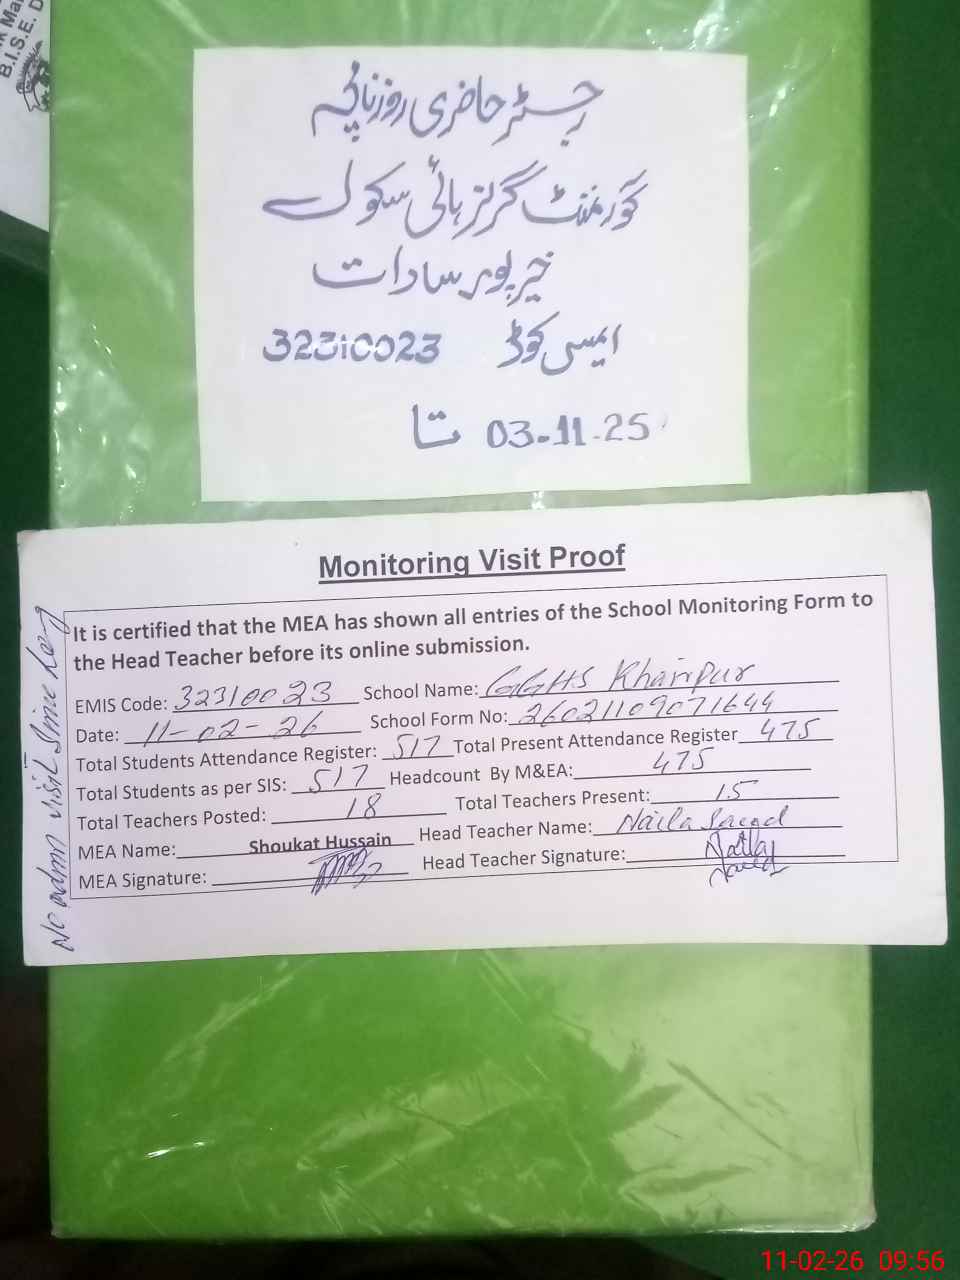 B.I.S.E. D
رجسٹر حاضری روزنامچہ
گورنمنٹ گرلز ہائی سکول
خیرپور سادات
ایمیس کوڈ 32310023
03-11-25 تا
Monitoring Visit Proof
It is certified that the MEA has shown all entries of the School Monitoring Form to
the Head Teacher before its online submission.
EMIS Code: 32310023 School Name: GGHS Khairpur
Date: 11-02-26 School Form No: 26021109071644
Total Students Attendance Register: 517 Total Present Attendance Register 475
Total Students as per SIS: 517 Headcount By M&EA: 475
Total Teachers Posted: 18 Total Teachers Present: 15
MEA Name: Shoukat Hussain Head Teacher Name: Naila Saeed
MEA Signature: Head Teacher Signature: Naila Saeed
No admn visit since long
11-02-26 09:56